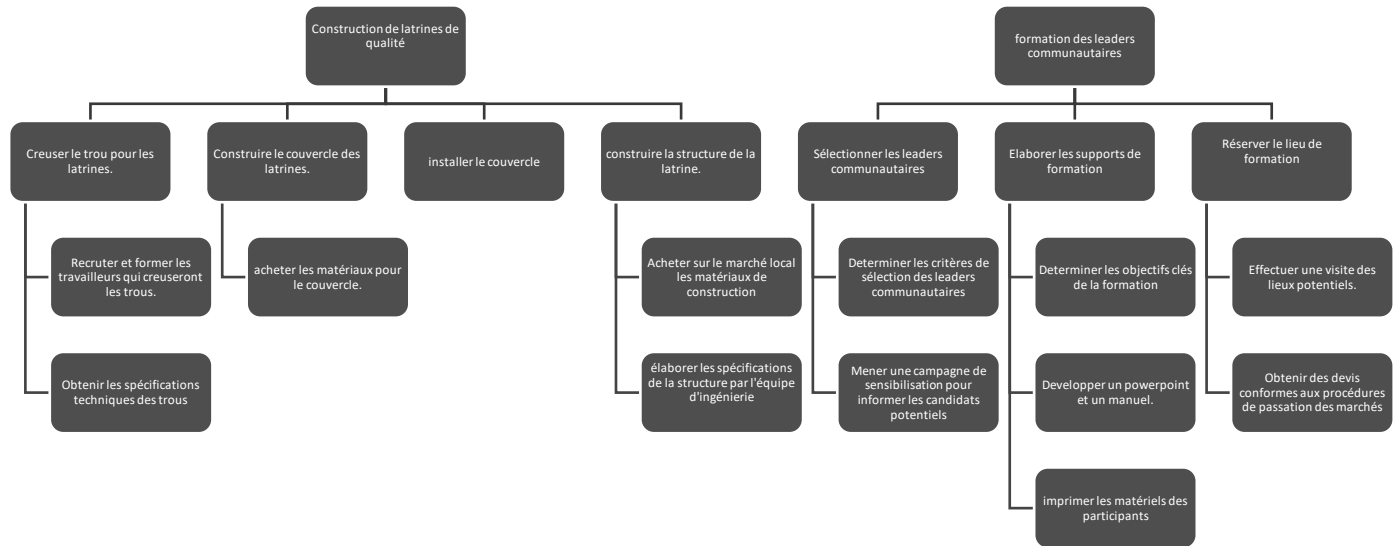 Construction de latrines de
qualité
formation des leaders
communautaires
Creuser le trou pour les
latrines.
Construire le couvercle des
latrines.
installer le couvercle
construire la structure de la
latrine.
Sélectionner les leaders
communautaires
Elaborer les supports de
formation
Réserver le lieu de
formation
Recruter et former les
travailleurs qui creuseront
les trous.
acheter les matériaux pour
le couvercle.
Acheter sur le marché local
les matériaux de
construction
Determiner les critères de
sélection des leaders
communautaires
Determiner les objectifs clés
de la formation
Effectuer une visite des
lieux potentiels.
Obtenir les spécifications
techniques des trous
élaborer les spécifications
de la structure par l'équipe
d'ingénierie
Mener une campagne de
sensibilisation pour
informer les candidats
potentiels
Developper un powerpoint
et un manuel.
Obtenir des devis
conformes aux procédures
de passation des marchés
imprimer les matériels des
participants